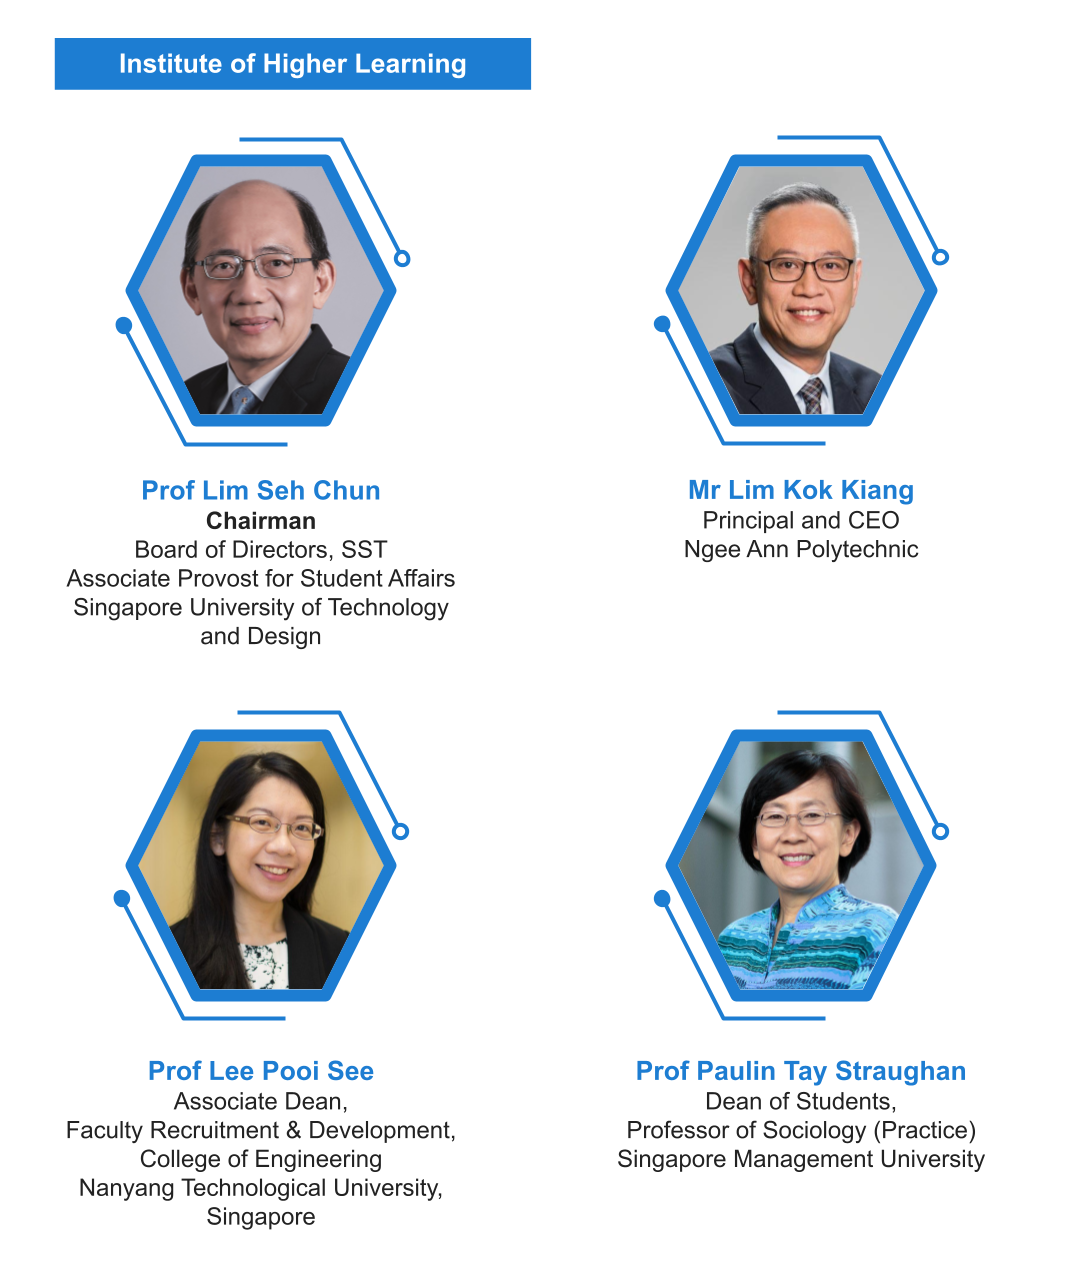 Institute of Higher Learning
Prof Lim Seh Chun
Chairman
Board of Directors, SST
Associate Provost for Student Affairs
Singapore University of Technology
and Design
Mr Lim Kok Kiang
Principal and CEO
Ngee Ann Polytechnic
Prof Lee Pooi See
Associate Dean,
Faculty Recruitment & Development,
College of Engineering
Nanyang Technological University,
Singapore
Prof Paulin Tay Straughan
Dean of Students,
Professor of Sociology (Practice)
Singapore Management University